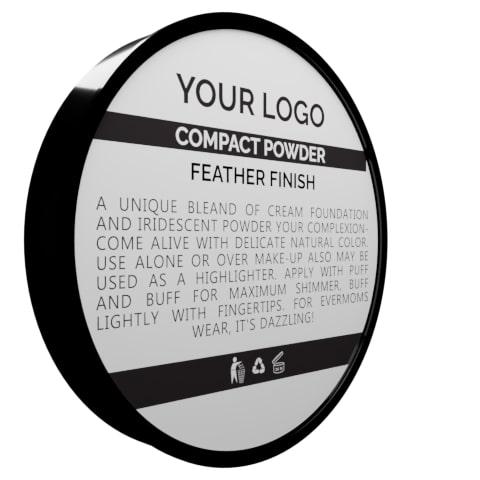 YOUR LOGO
COMPACT POWDER
FEATHER FINISH
A UNIQUE BLEAND OF CREAM FOUNDATION
AND IRIDESCENT POWDER YOUR COMPLEXION-
COME ALIVE WITH DELICATE NATURAL COLOR.
USE ALONE OR OVER MAKE-UP ALSO MAY BE
USED AS A HIGHLIGHTER. APPLY WITH PUFF
AND BUFF FOR MAXIMUM SHIMMER, BUFF
LIGHTLY WITH FINGERTIPS. FOR EVERMOMS
WEAR, IT'S DAZZLING!